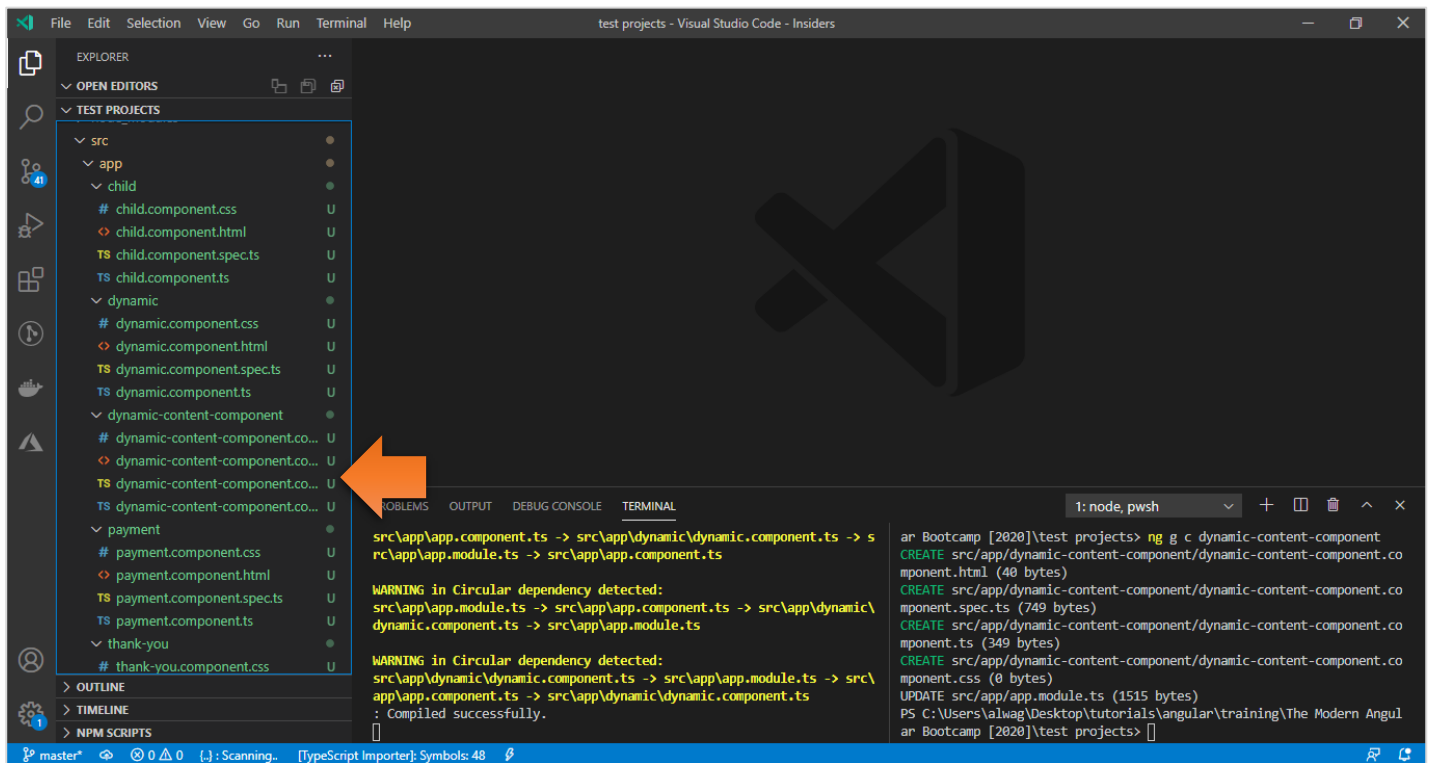 File Edit Selection View Go Run Terminal Help
test projects - Visual Studio Code - Insiders
EXPLORER
OPEN EDITORS
TEST PROJECTS
src
app
child
# child.component.css U
<> child.component.html U
TS child.component.spec.ts U
TS child.component.ts U
dynamic
# dynamic.component.css U
<> dynamic.component.html U
TS dynamic.component.spec.ts U
TS dynamic.component.ts U
dynamic-content-component
# dynamic-content-component.co... U
<> dynamic-content-component.co... U
TS dynamic-content-component.co... U
TS dynamic-content-component.co... U
payment
# payment.component.css U
<> payment.component.html U
TS payment.component.spec.ts U
TS payment.component.ts U
thank-you
# thank-you.component.css U
OUTLINE
TIMELINE
NPM SCRIPTS
41
1
OUTPUT DEBUG CONSOLE TERMINAL
1: node, pwsh
src\app\app.component.ts -> src\app\dynamic\dynamic.component.ts -> s
rc\app\app.module.ts -> src\app\app.component.ts
WARNING in Circular dependency detected:
src\app\app.module.ts -> src\app\app.component.ts -> src\app\dynamic\
dynamic.component.ts -> src\app\app.module.ts
WARNING in Circular dependency detected:
src\app\dynamic\dynamic.component.ts -> src\app\app.module.ts -> src\
app\app.component.ts -> src\app\dynamic\dynamic.component.ts
: Compiled successfully.
ar Bootcamp [2020]\test projects> ng g c dynamic-content-component
CREATE src/app/dynamic-content-component/dynamic-content-component.co
mponent.html (40 bytes)
CREATE src/app/dynamic-content-component/dynamic-content-component.co
mponent.spec.ts (749 bytes)
CREATE src/app/dynamic-content-component/dynamic-content-component.co
mponent.ts (349 bytes)
CREATE src/app/dynamic-content-component/dynamic-content-component.co
mponent.css (0 bytes)
UPDATE src/app/app.module.ts (1515 bytes)
PS C:\Users\alwag\Desktop\tutorials\angular\training\The Modern Angul
ar Bootcamp [2020]\test projects>
master* 0 0 {..} : Scanning.. [TypeScript Importer]: Symbols: 48